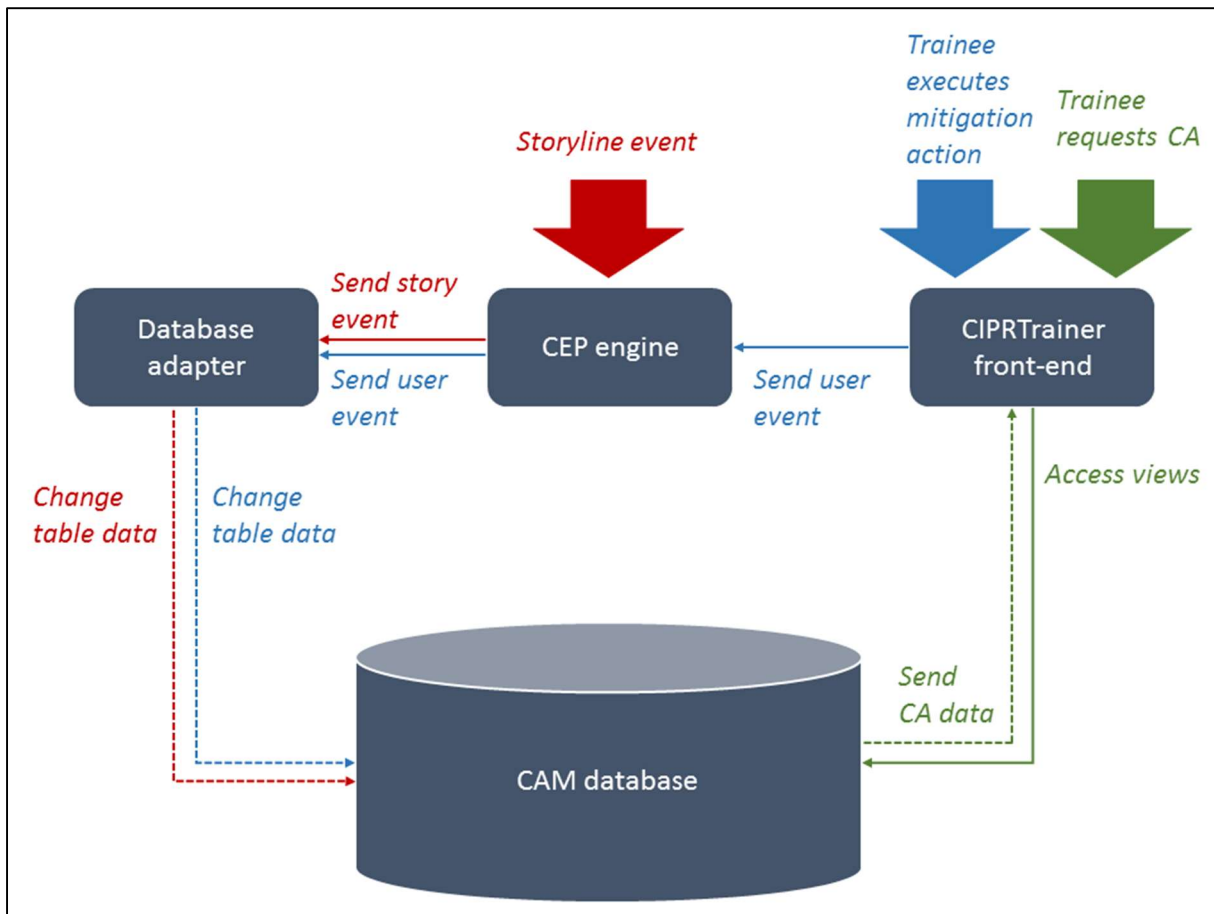 Trainee
executes
mitigation
action
Trainee
requests CA
Storyline event
Send story
event
Database
adapter
CEP engine
CIPRTrainer
front-end
Send user
event
Send user
event
Change
table data
Change
table data
Access views
Send
CA data
CAM database